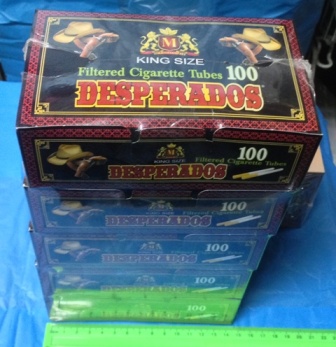 M
KING SIZE
Filtered Cigarette Tubes 100
DESPERADOS
M
KING SIZE
100
Filtered Cigarette Tubes
DESPERADOS
100
DESPERADOS
100
DESPERADOS
100
DESPERADOS
100